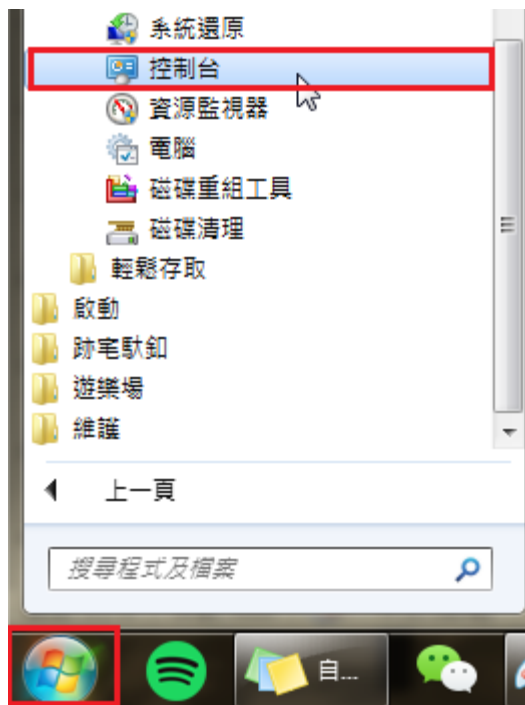 系統還原
控制台
資源監視器
電腦
磁碟重組工具
磁碟清理
輕鬆存取
啟動
跡宅馱釦
遊樂場
維護
上一頁
搜尋程式及檔案
自...